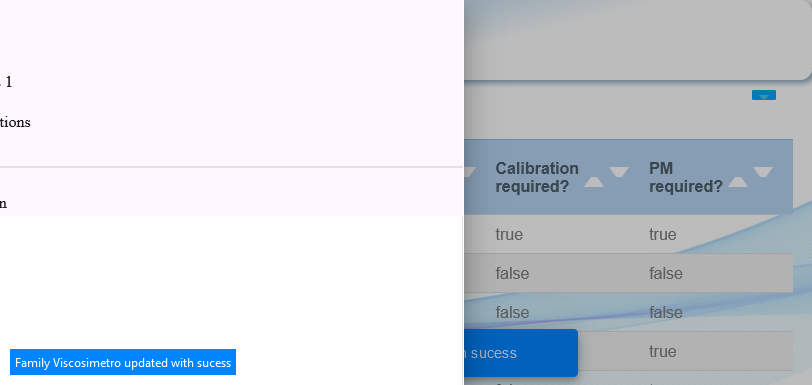 1
tions
n
Calibration required?
PM required?
true true
false false
false false
true
Family Viscosimetro updated with sucess
n sucess